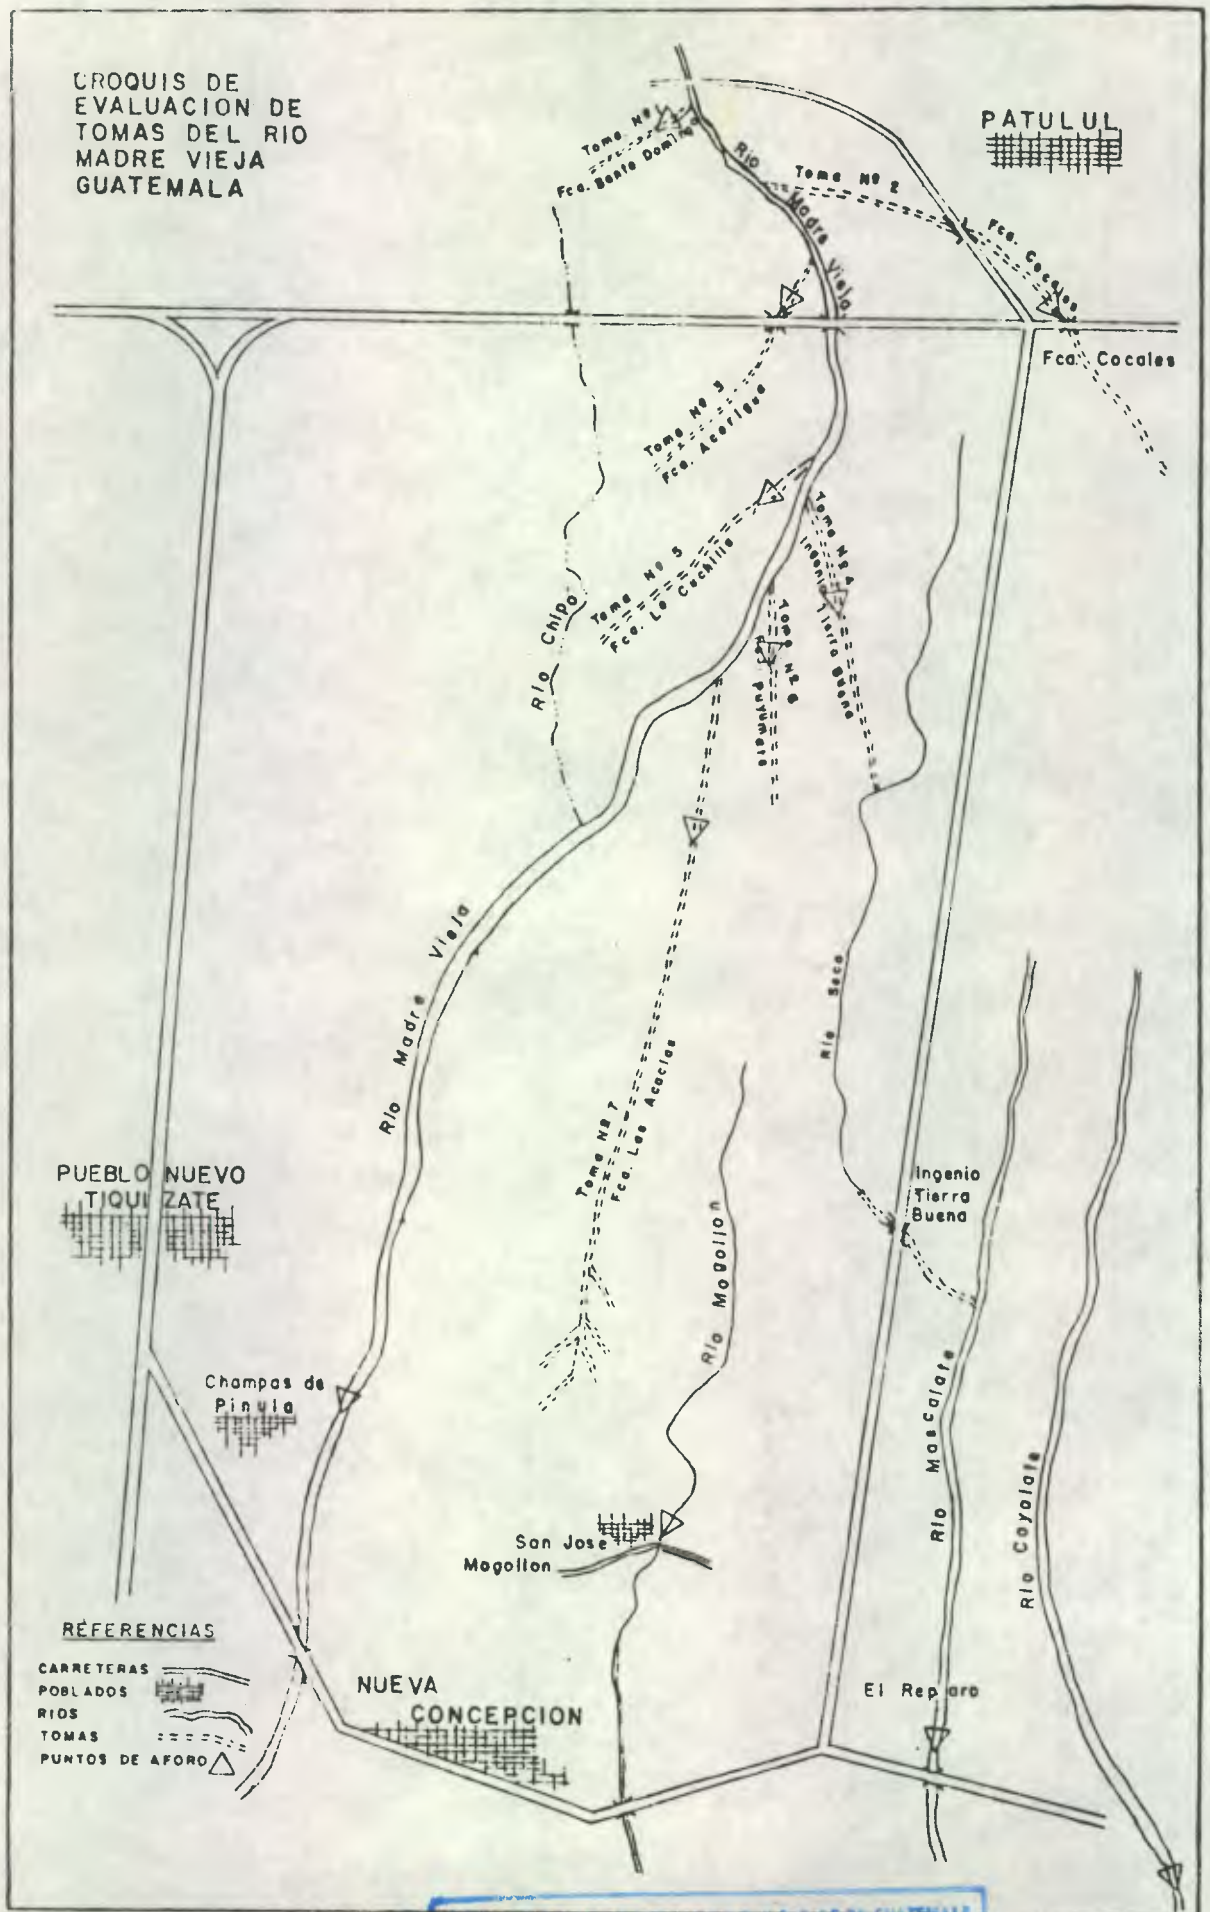 CROQUIS DE
EVALUACION DE
TOMAS DEL RIO
MADRE VIEJA
GUATEMALA
PATULUL
Toma Nº
Fca. Santo Domingo
Rio Madre Vieja
Toma Nº 2
Fca. Cocales
Fca. Cocales
Toma Nº 3
Fca.
Toma Nº 4
Ingenio Tierra Buena
Toma Nº 5
Fca. La Cuchilla
Toma Nº 6
Fca. Puyumate
Rio Chipo
Rio Madre Vieja
Rio Seco
Toma Nº 7
Fca. Las Acacias
Rio Mogollon
PUEBLO NUEVO
TIQUIZATE
Ingenio
Tierra
Buena
Champas de
Pinula
Rio Mascalate
Rio Coyolate
San Jose
Mogollon
El Reparo
NUEVA
CONCEPCION
REFERENCIAS
CARRETERAS
POBLADOS
RIOS
TOMAS
PUNTOS DE AFORO